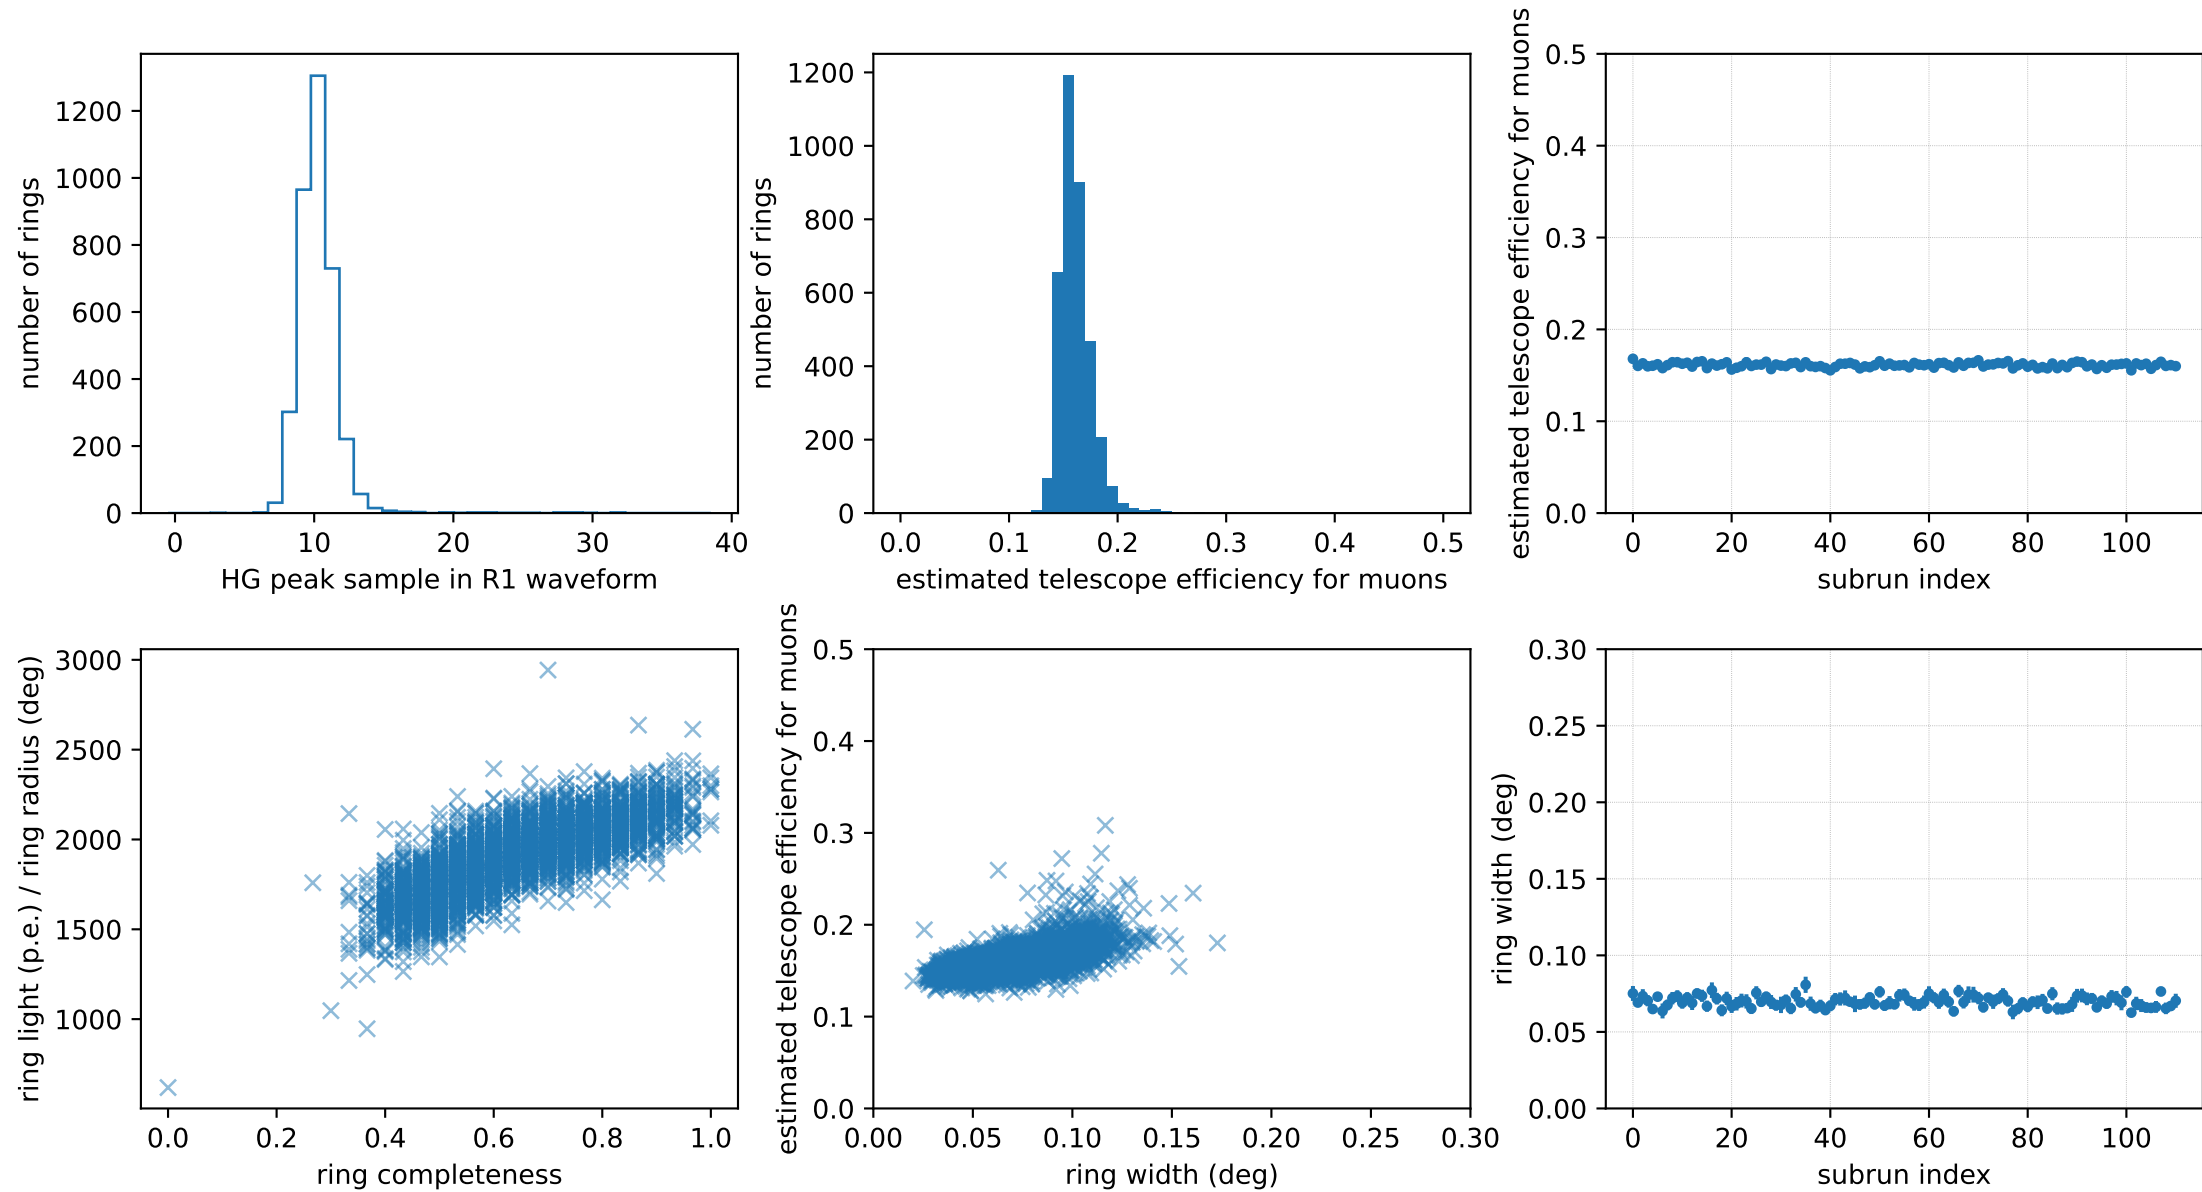 number of rings
1200
1000
800
600
400
200
0
0 10 20 30 40
HG peak sample in R1 waveform
number of rings
1200
1000
800
600
400
200
0
0.0 0.1 0.2 0.3 0.4 0.5
estimated telescope efficiency for muons
estimated telescope efficiency for muons
0.5
0.4
0.3
0.2
0.1
0.0
0 20 40 60 80 100
subrun index
ring light (p.e.) / ring radius (deg)
3000
2500
2000
1500
1000
0.0 0.2 0.4 0.6 0.8 1.0
ring completeness
estimated telescope efficiency for muons
0.5
0.4
0.3
0.2
0.1
0.0
0.00 0.05 0.10 0.15 0.20 0.25 0.30
ring width (deg)
ring width (deg)
0.30
0.25
0.20
0.15
0.10
0.05
0.00
0 20 40 60 80 100
subrun index